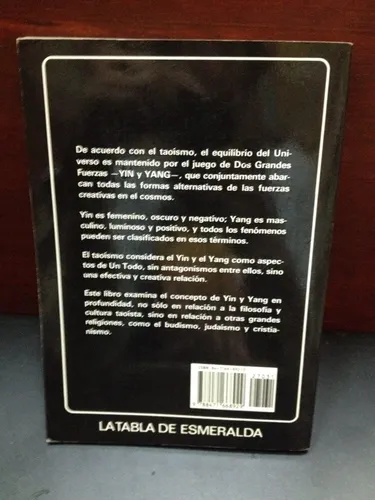 De acuerdo con el taoísmo, el equilibrio del Uni-
verso es mantenido por el juego de Dos Grandes
Fuerzas —YIN y YANG—, que conjuntamente abar-
can todas las formas alternativas de las fuerzas
creativas en el cosmos.
Yin es femenino, oscuro y negativo; Yang es mas-
culino, luminoso y positivo, y todos los fenómenos
pueden ser clasificados en esos términos.
El taoísmo considera el Yin y el Yang como aspec-
tos de Un Todo, sin antagonismos entre ellos, sino
una efectiva y creativa relación.
Este libro examina el concepto de Yin y Yang en
profundidad, no sólo en relación a la filosofía y
cultura taoísta, sino en relación a otras grandes
religiones, como el budismo, judaísmo y cristia-
nismo.
LA TABLA DE ESMERALDA